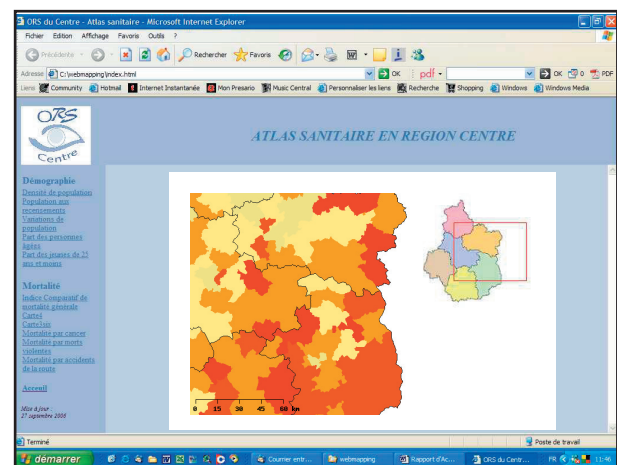 ORS du Centre - Atlas sanitaire - Microsoft Internet Explorer
Fichier Edition Affichage Favoris Outils ?
Précédente Rechercher Favoris
Adresse C:\webmapping\index.html OK pdf OK 0 PDF
Liens Community Hotmail Internet Instantanée Mon Presario Music Central Personnaliser les liens Recherche Shopping Windows Windows Media
ORS
Centre
ATLAS SANITAIRE EN REGION CENTRE
Démographie
Densité de population
Population aux
recensements
Variations de
population
Part des personnes
âgées
Part des jeunes de 25
ans et moins
Mortalité
Indice Comparatif de
mortalité générale
Carte4
Mortalité par cancer
Mortalité par morts
violentes
Mortalité par accidents
de la route
Accueil
Mise à jour :
27 septembre 2006
0 15 30 45 60 km
Terminé Poste de travail
démarrer Courrier entr... webmapping Rapport d'Ac... ORS du Centr... FR 11:46